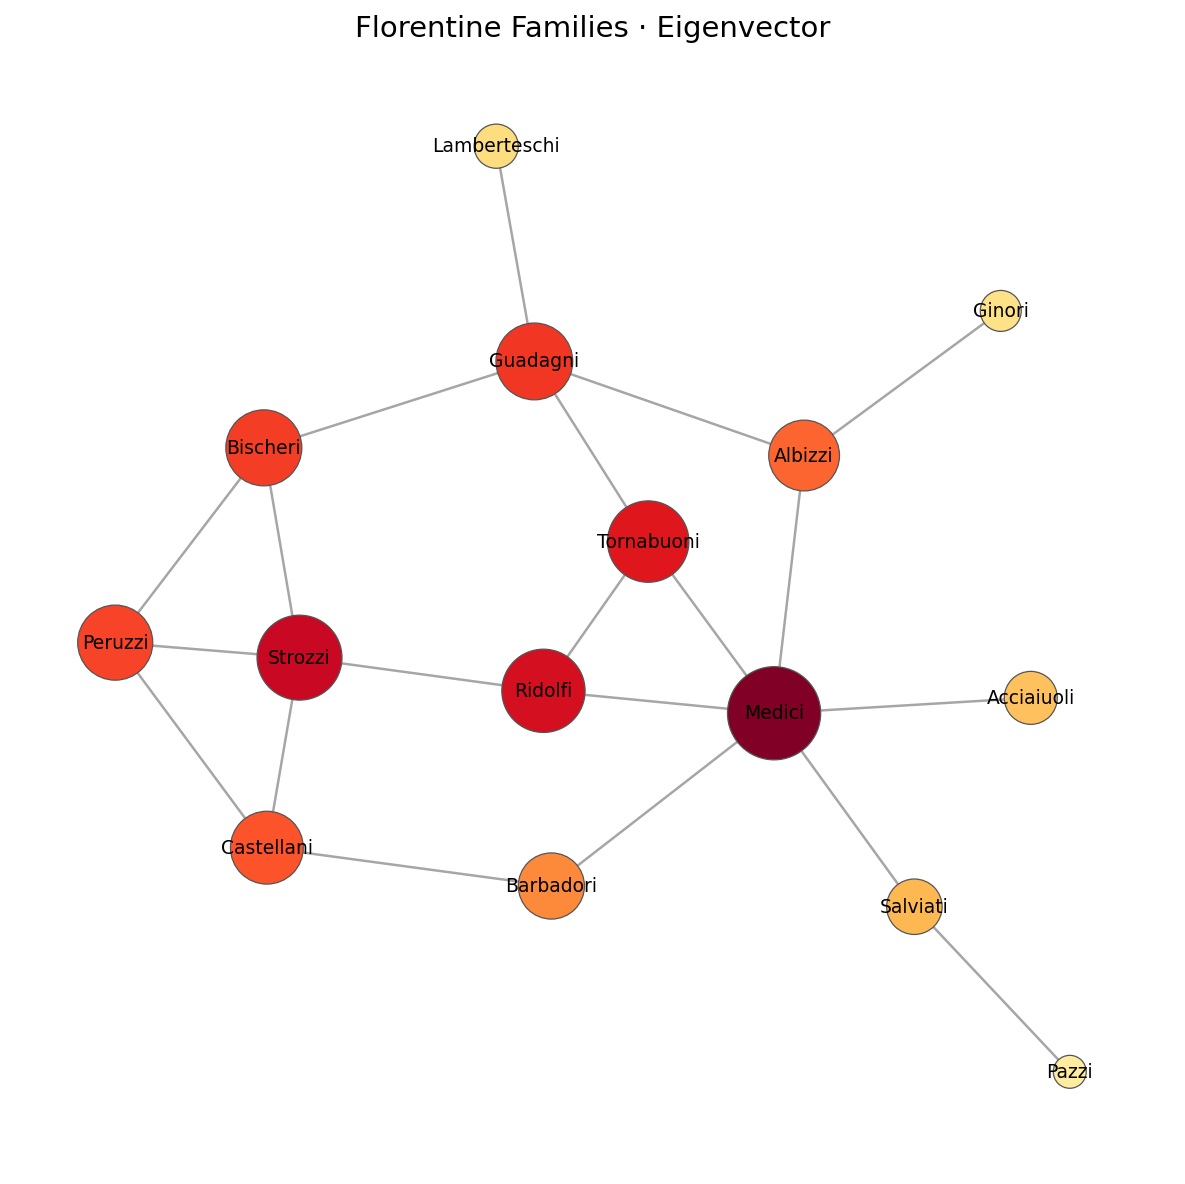 Florentine Families · Eigenvector
Lamberteschi
Ginori
Guadagni
Bischeri
Albizzi
Tornabuoni
Peruzzi
Strozzi
Ridolfi
Medici
Acciaiuoli
Castellani
Barbadori
Salviati
Pazzi